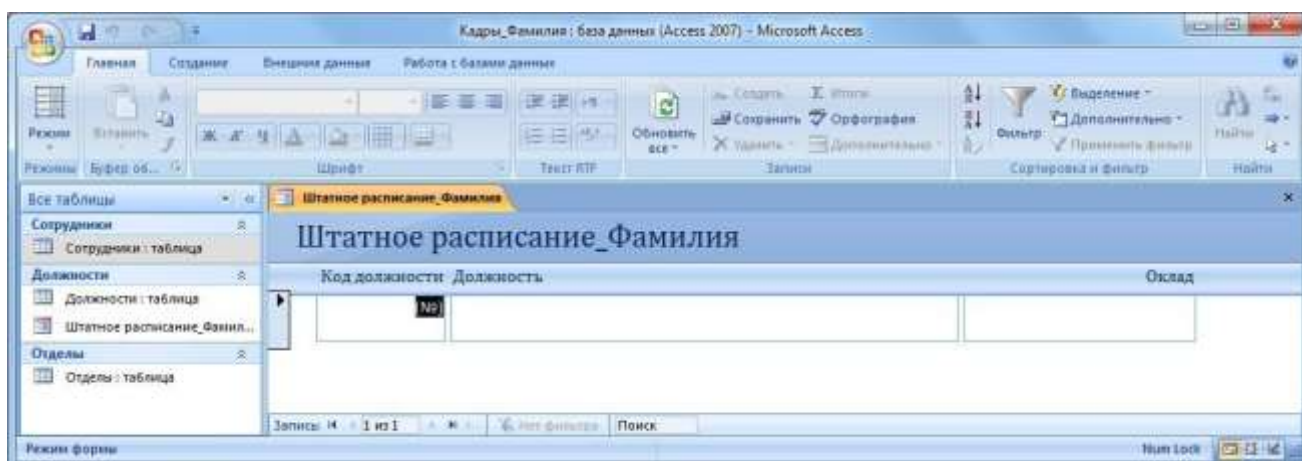 Кадры_Фамилия : база данных (Access 2007) - Microsoft Access
Главная Создание Внешние данные Работа с базами данных
Режим Вставить Ж К Ч Обновить все Создать Итоги
Сохранить Орфография
Удалить Дополнительно
Фильтр Выделение
Дополнительно
Применить фильтр
Найти
Режимы Буфер об... Шрифт Текст RTF Записи Сортировка и фильтр Найти
Все таблицы
Штатное расписание_Фамилия
Сотрудники
Сотрудники : таблица
Должности
Должности : таблица
Штатное расписание_Фамил...
Отделы
Отделы : таблица
Штатное расписание_Фамилия
Код должности Должность Оклад
(№)
Запись: 1 из 1 Нет фильтра Поиск
Режим формы Num Lock